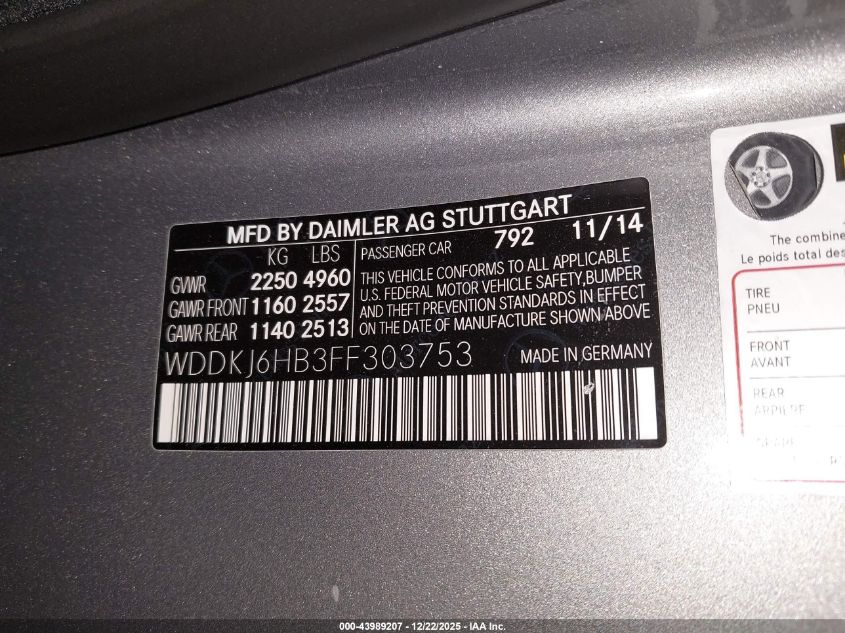 MFD BY DAIMLER AG STUTTGART
KG LBS
GVWR 2250 4960
GAWR FRONT 1160 2557
GAWR REAR 1140 2513
PASSENGER CAR 792 11/14
THIS VEHICLE CONFORMS TO ALL APPLICABLE
U.S. FEDERAL MOTOR VEHICLE SAFETY,BUMPER
AND THEFT PREVENTION STANDARDS IN EFFECT
ON THE DATE OF MANUFACTURE SHOWN ABOVE
WDDKJ6HB3FF303753 MADE IN GERMANY
The combine
Le poids total des
TIRE
PNEU
FRONT
AVANT
REAR
ARRIERE
000-43989207 - 12/22/2025 - IAA Inc.